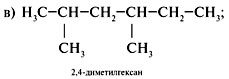 в) H₃C—CH—CH₂—CH—CH₂—CH₃;
| |
CH₃ CH₃
2,4-диметилгексан